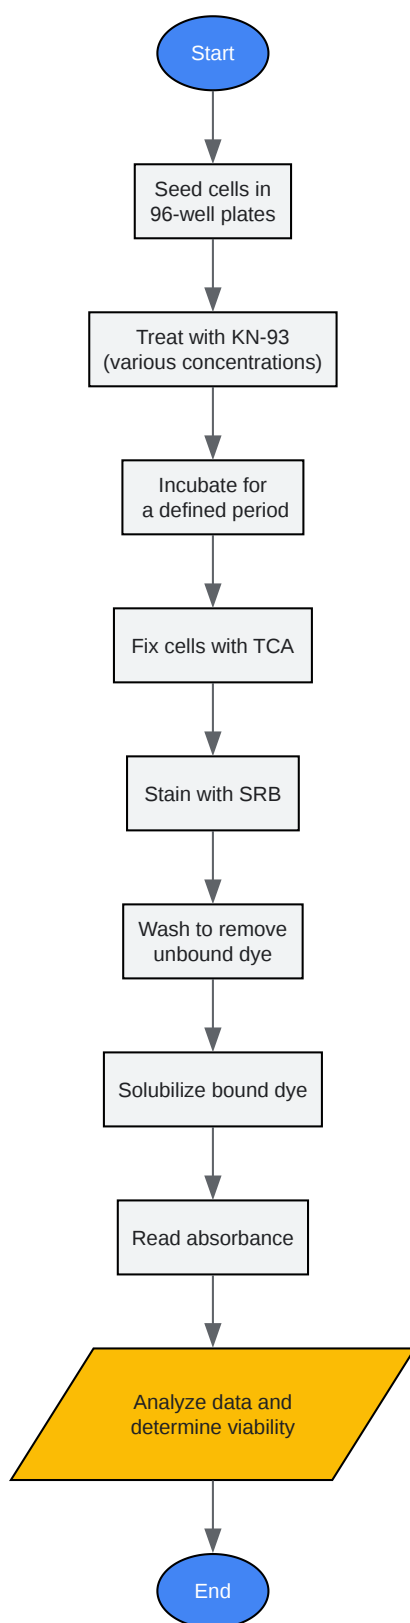 Start
Seed cells in
96-well plates
Treat with KN-93
(various concentrations)
Incubate for
a defined period
Fix cells with TCA
Stain with SRB
Wash to remove
unbound dye
Solubilize bound dye
Read absorbance
Analyze data and
determine viability
End